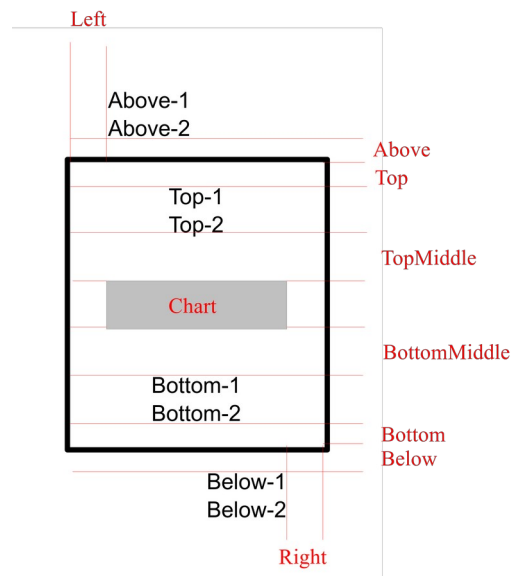 Left
Above-1
Above-2
Above
Top
Top-1
Top-2
TopMiddle
Chart
BottomMiddle
Bottom-1
Bottom-2
Bottom
Below
Below-1
Below-2
Right